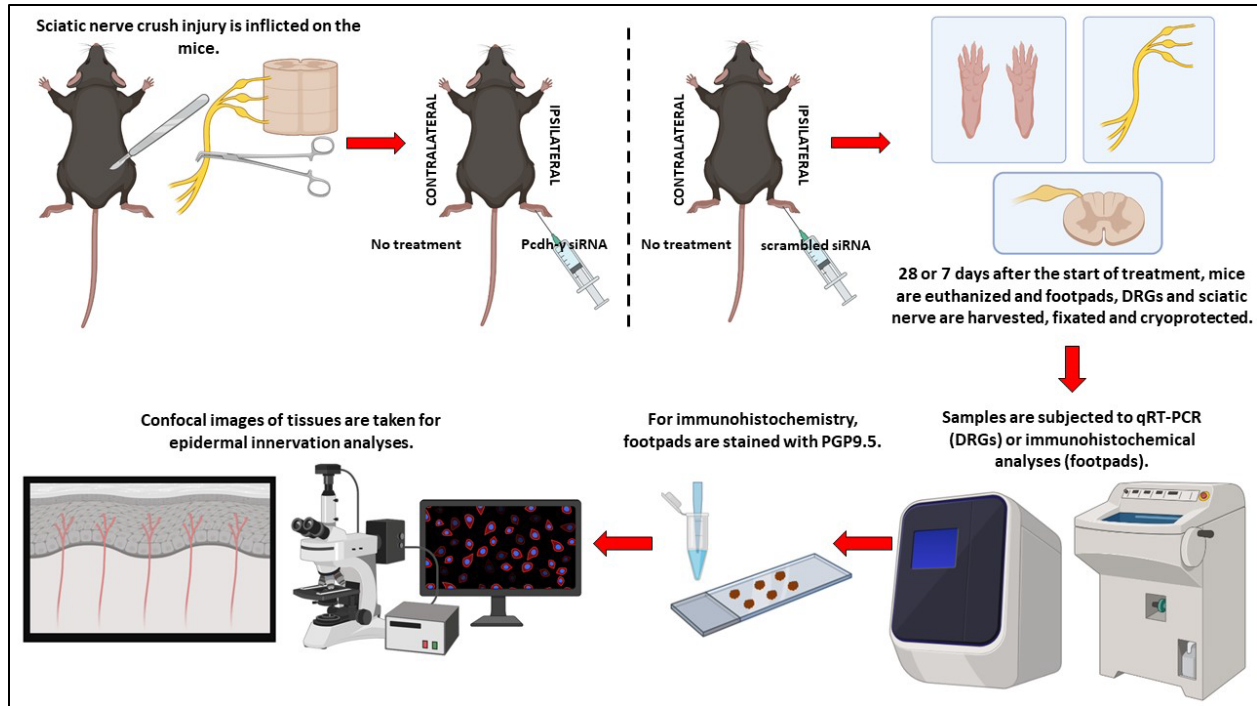 Sciatic nerve crush injury is inflicted on the
mice.
CONTRALATERAL
IPSILATERAL
No treatment
Pcdh-γ siRNA
CONTRALATERAL
IPSILATERAL
No treatment
scrambled siRNA
28 or 7 days after the start of treatment, mice
are euthanized and footpads, DRGs and sciatic
nerve are harvested, fixated and cryoprotected.
Samples are subjected to qRT-PCR
(DRGs) or immunohistochemical
analyses (footpads).
For immunohistochemistry,
footpads are stained with PGP9.5.
Confocal images of tissues are taken for
epidermal innervation analyses.